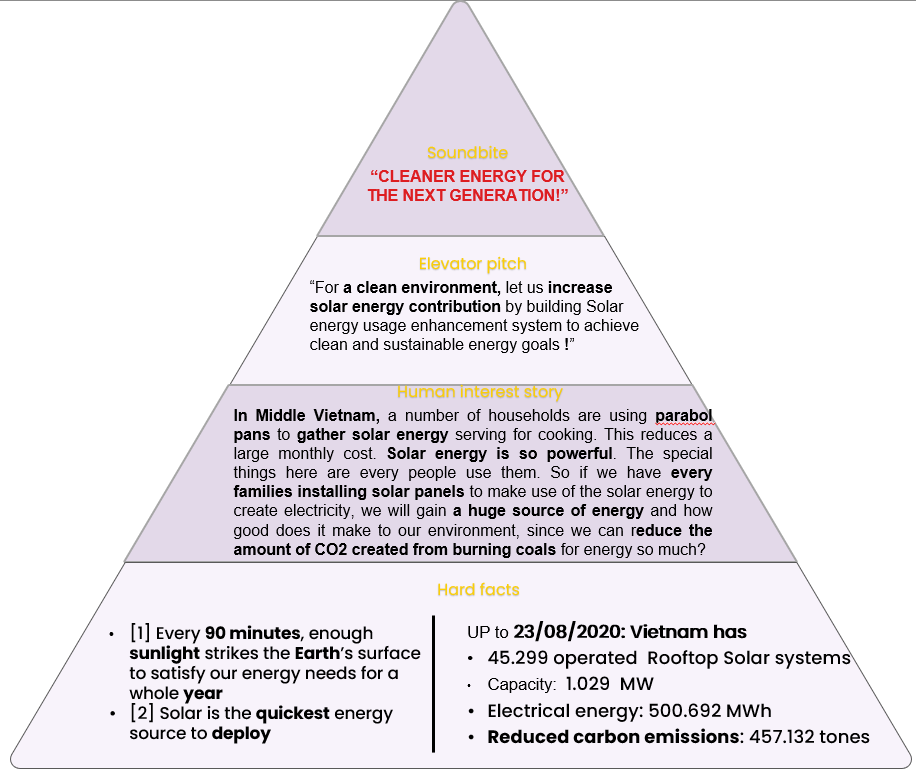 Soundbite
“CLEANER ENERGY FOR
THE NEXT GENERATION!”
Elevator pitch
“For a clean environment, let us increase
solar energy contribution by building Solar
energy usage enhancement system to achieve
clean and sustainable energy goals !”
Human interest story
In Middle Vietnam, a number of households are using parabol
pans to gather solar energy serving for cooking. This reduces a
large monthly cost. Solar energy is so powerful. The special
things here are every people use them. So if we have every
families installing solar panels to make use of the solar energy to
create electricity, we will gain a huge source of energy and how
good does it make to our environment, since we can reduce the
amount of CO2 created from burning coals for energy so much?
Hard facts
• [1] Every 90 minutes, enough
sunlight strikes the Earth’s surface
to satisfy our energy needs for a
whole year
• [2] Solar is the quickest energy
source to deploy
UP to 23/08/2020: Vietnam has
• 45.299 operated Rooftop Solar systems
• Capacity: 1.029 MW
• Electrical energy: 500.692 MWh
• Reduced carbon emissions: 457.132 tones